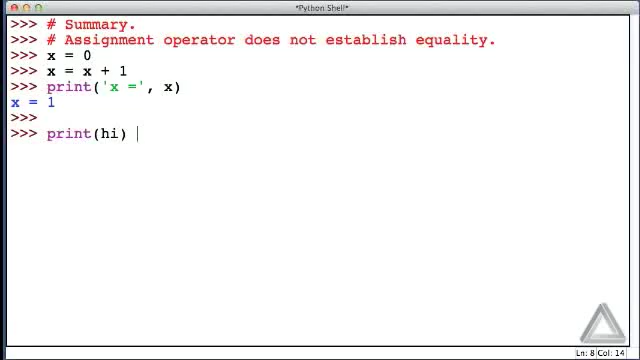 *Python Shell*
>>> # Summary.
>>> # Assignment operator does not establish equality.
>>> x = 0
>>> x = x + 1
>>> print('x =', x)
x = 1
>>>
>>> print(hi)
Ln: 8 Col: 14